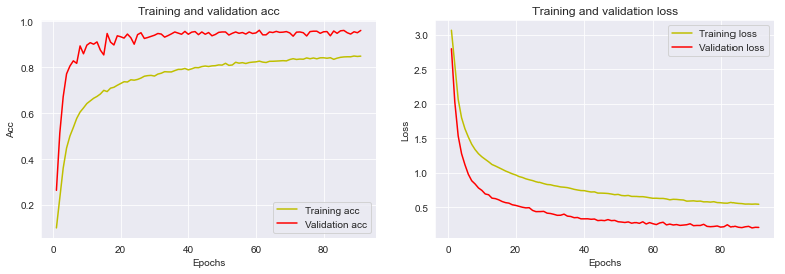 Training and validation acc
1.0
0.8
0.6
0.4
0.2
Acc
0
20
40
60
80
Epochs
Training acc
Validation acc
Training and validation loss
3.0
2.5
2.0
1.5
1.0
0.5
Loss
0
20
40
60
80
Epochs
Training loss
Validation loss